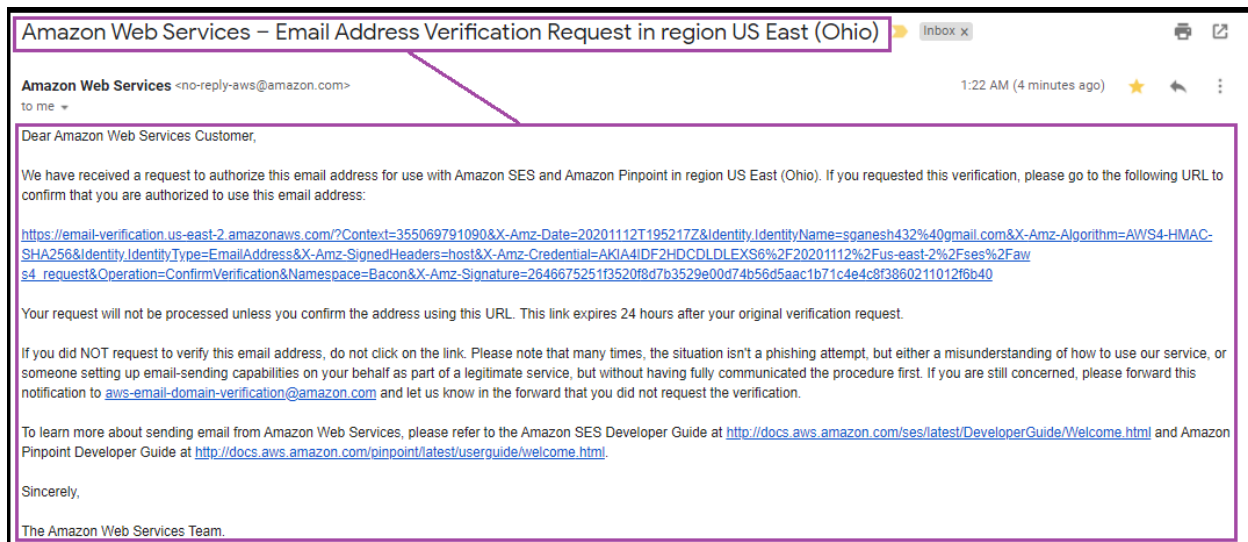 Amazon Web Services – Email Address Verification Request in region US East (Ohio) Inbox x
Amazon Web Services <no-reply-aws@amazon.com> 1:22 AM (4 minutes ago)
to me
Dear Amazon Web Services Customer,
We have received a request to authorize this email address for use with Amazon SES and Amazon Pinpoint in region US East (Ohio). If you requested this verification, please go to the following URL to
confirm that you are authorized to use this email address:
https://email-verification.us-east-2.amazonaws.com/?Context=355069791090&X-Amz-Date=20201112T195217Z&Identity.IdentityName=sganesh432%40gmail.com&X-Amz-Algorithm=AWS4-HMAC-
SHA256&Identity.IdentityType=EmailAddress&X-Amz-SignedHeaders=host&X-Amz-Credential=AKIA4IDF2HDCDLDLEXS6%2F20201112%2Fus-east-2%2Fses%2Faw
s4_request&Operation=ConfirmVerification&Namespace=Bacon&X-Amz-Signature=2646675251f3520f8d7b3529e00d74b56d5aac1b71c4e4c8f3860211012f6b40
Your request will not be processed unless you confirm the address using this URL. This link expires 24 hours after your original verification request.
If you did NOT request to verify this email address, do not click on the link. Please note that many times, the situation isn't a phishing attempt, but either a misunderstanding of how to use our service, or
someone setting up email-sending capabilities on your behalf as part of a legitimate service, but without having fully communicated the procedure first. If you are still concerned, please forward this
notification to aws-email-domain-verification@amazon.com and let us know in the forward that you did not request the verification.
To learn more about sending email from Amazon Web Services, please refer to the Amazon SES Developer Guide at http://docs.aws.amazon.com/ses/latest/DeveloperGuide/Welcome.html and Amazon
Pinpoint Developer Guide at http://docs.aws.amazon.com/pinpoint/latest/userguide/welcome.html.
Sincerely,
The Amazon Web Services Team.